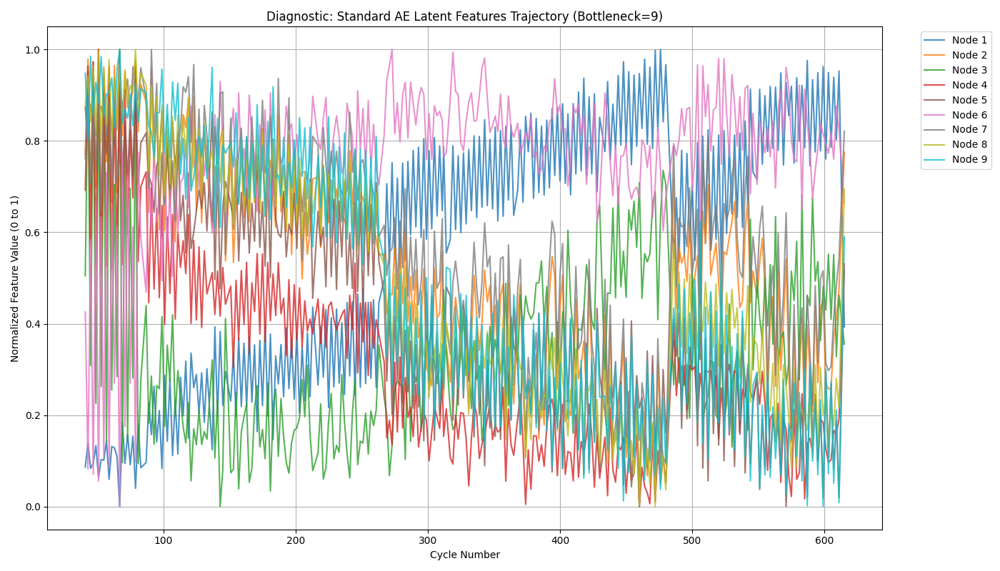 Diagnostic: Standard AE Latent Features Trajectory (Bottleneck=9)
Normalized Feature Value (0 to 1)
1.0
0.8
0.6
0.4
0.2
0.0
100
200
300
400
500
600
Cycle Number
Node 1
Node 2
Node 3
Node 4
Node 5
Node 6
Node 7
Node 8
Node 9